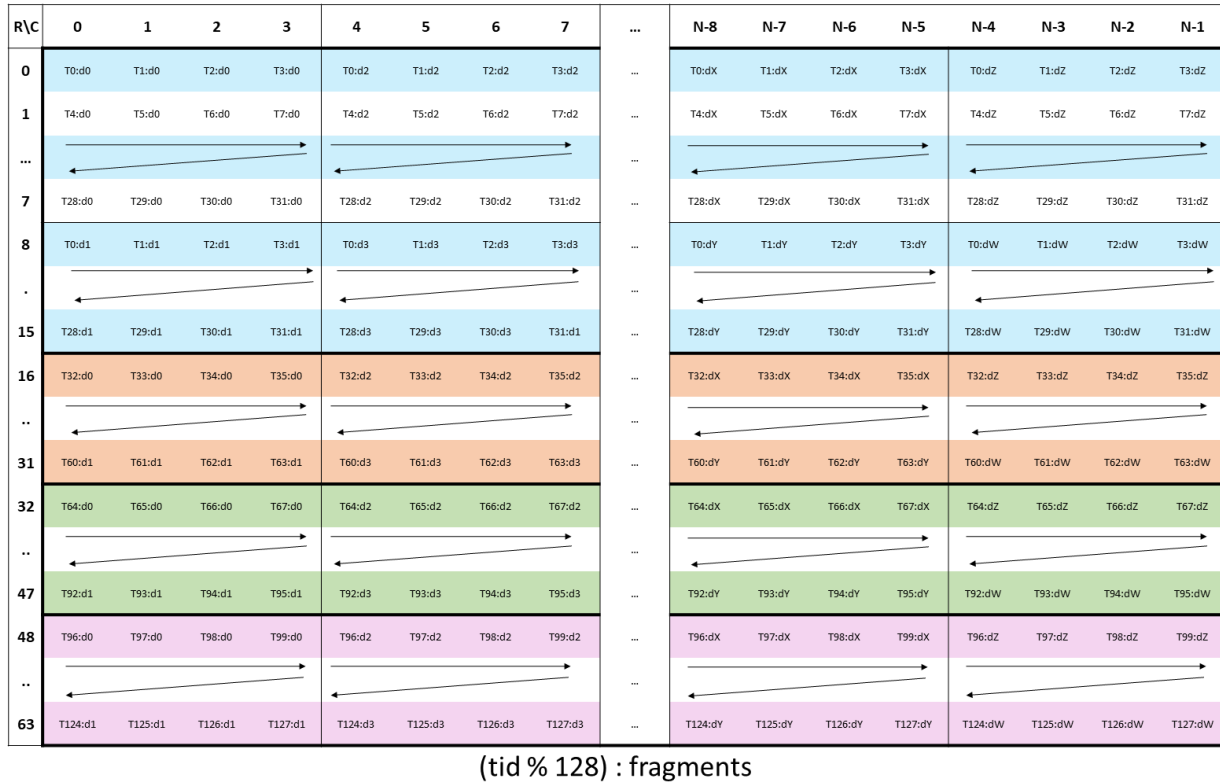 R\C 0 1 2 3 4 5 6 7 ... N-8 N-7 N-6 N-5 N-4 N-3 N-2 N-1
0 T0:d0 T1:d0 T2:d0 T3:d0 T0:d2 T1:d2 T2:d2 T3:d2 ... T0:dX T1:dX T2:dX T3:dX T0:dZ T1:dZ T2:dZ T3:dZ
1 T4:d0 T5:d0 T6:d0 T7:d0 T4:d2 T5:d2 T6:d2 T7:d2 ... T4:dX T5:dX T6:dX T7:dX T4:dZ T5:dZ T6:dZ T7:dZ
... ...
7 T28:d0 T29:d0 T30:d0 T31:d0 T28:d2 T29:d2 T30:d2 T31:d2 ... T28:dX T29:dX T30:dX T31:dX T28:dZ T29:dZ T30:dZ T31:dZ
8 T0:d1 T1:d1 T2:d1 T3:d1 T0:d3 T1:d3 T2:d3 T3:d3 ... T0:dY T1:dY T2:dY T3:dY T0:dW T1:dW T2:dW T3:dW
. ...
15 T28:d1 T29:d1 T30:d1 T31:d1 T28:d3 T29:d3 T30:d3 T31:d1 ... T28:dY T29:dY T30:dY T31:dY T28:dW T29:dW T30:dW T31:dW
16 T32:d0 T33:d0 T34:d0 T35:d0 T32:d2 T33:d2 T34:d2 T35:d2 ... T32:dX T33:dX T34:dX T35:dX T32:dZ T33:dZ T34:dZ T35:dZ
.. ...
31 T60:d1 T61:d1 T62:d1 T63:d1 T60:d3 T61:d3 T62:d3 T63:d3 ... T60:dY T61:dY T62:dY T63:dY T60:dW T61:dW T62:dW T63:dW
32 T64:d0 T65:d0 T66:d0 T67:d0 T64:d2 T65:d2 T66:d2 T67:d2 ... T64:dX T65:dX T66:dX T67:dX T64:dZ T65:dZ T66:dZ T67:dZ
.. ...
47 T92:d1 T93:d1 T94:d1 T95:d1 T92:d3 T93:d3 T94:d3 T95:d3 ... T92:dY T93:dY T94:dY T95:dY T92:dW T93:dW T94:dW T95:dW
48 T96:d0 T97:d0 T98:d0 T99:d0 T96:d2 T97:d2 T98:d2 T99:d2 ... T96:dX T97:dX T98:dX T99:dX T96:dZ T97:dZ T98:dZ T99:dZ
.. ...
63 T124:d1 T125:d1 T126:d1 T127:d1 T124:d3 T125:d3 T126:d3 T127:d3 ... T124:dY T125:dY T126:dY T127:dY T124:dW T125:dW T126:dW T127:dW
(tid % 128) : fragments